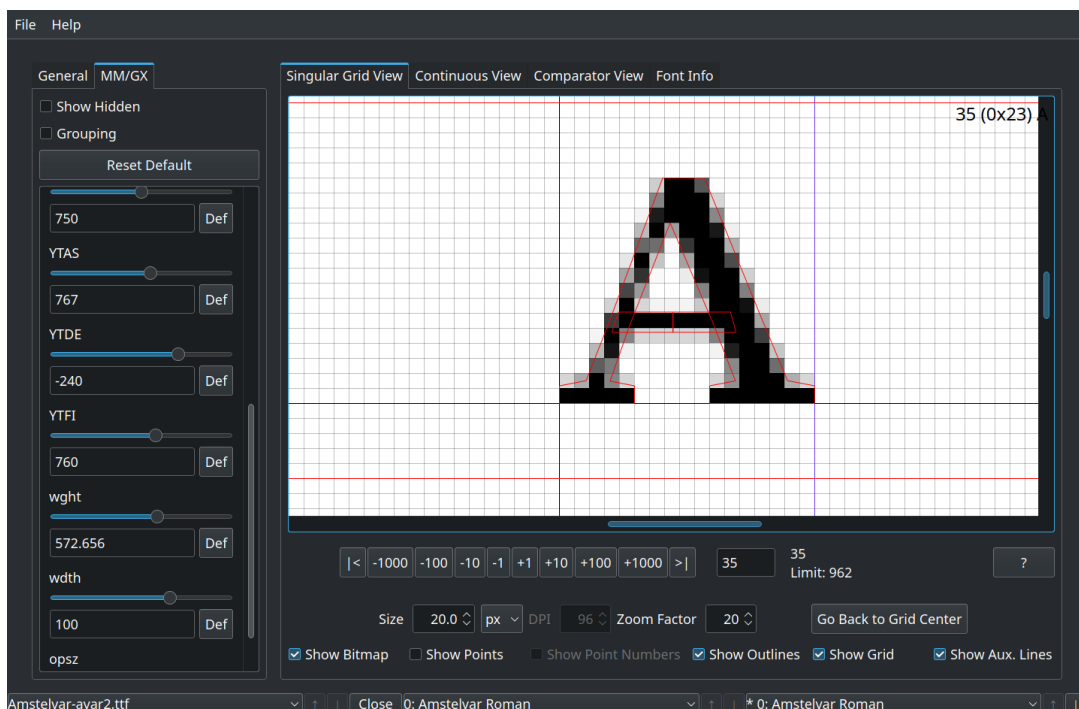 File Help
General MM/GX
Show Hidden
Grouping
Reset Default
750 Def
YTAS
767 Def
YTDE
-240 Def
YTFI
760 Def
wght
572.656 Def
wdth
100 Def
opsz
Singular Grid View Continuous View Comparator View Font Info
35 (0x23) A
A
|< -1000 -100 -10 -1 +1 +10 +100 +1000 >| 35 35 ?
Limit: 962
Size 20.0 px DPI 96 Zoom Factor 20 Go Back to Grid Center
Show Bitmap Show Points Show Point Numbers Show Outlines Show Grid Show Aux. Lines
Amstelvar-avar2.ttf Close 0: Amstelvar Roman * 0: Amstelvar Roman